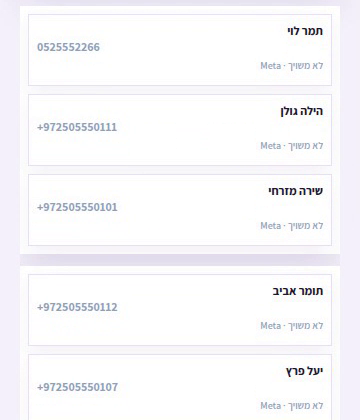 תמר לוי
0525552266
לא משויך · Meta
הילה גולן
+972505550111
לא משויך · Meta
שירה מזרחי
+972505550101
לא משויך · Meta
תומר אביב
+972505550112
לא משויך · Meta
יעל פרץ
+972505550107
לא משויך · Meta